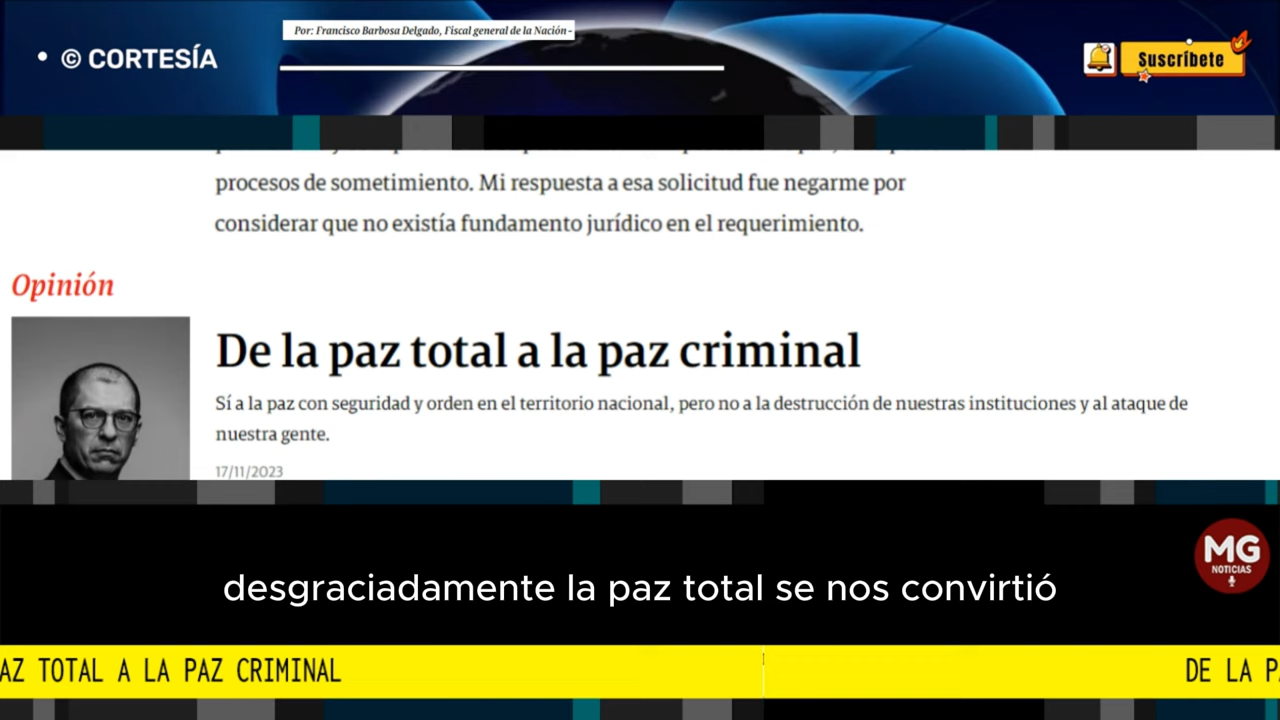 Por: Francisco Barbosa Delgado, Fiscal general de la Nación -
• © CORTESÍA
Suscríbete
procesos de sometimiento. Mi respuesta a esa solicitud fue negarme por
considerar que no existía fundamento jurídico en el requerimiento.
Opinión
De la paz total a la paz criminal
Sí a la paz con seguridad y orden en el territorio nacional, pero no a la destrucción de nuestras instituciones y al ataque de
nuestra gente.
17/11/2023
MG
NOTICIAS
desgraciadamente la paz total se nos convirtió
AZ TOTAL A LA PAZ CRIMINAL
DE LA PA